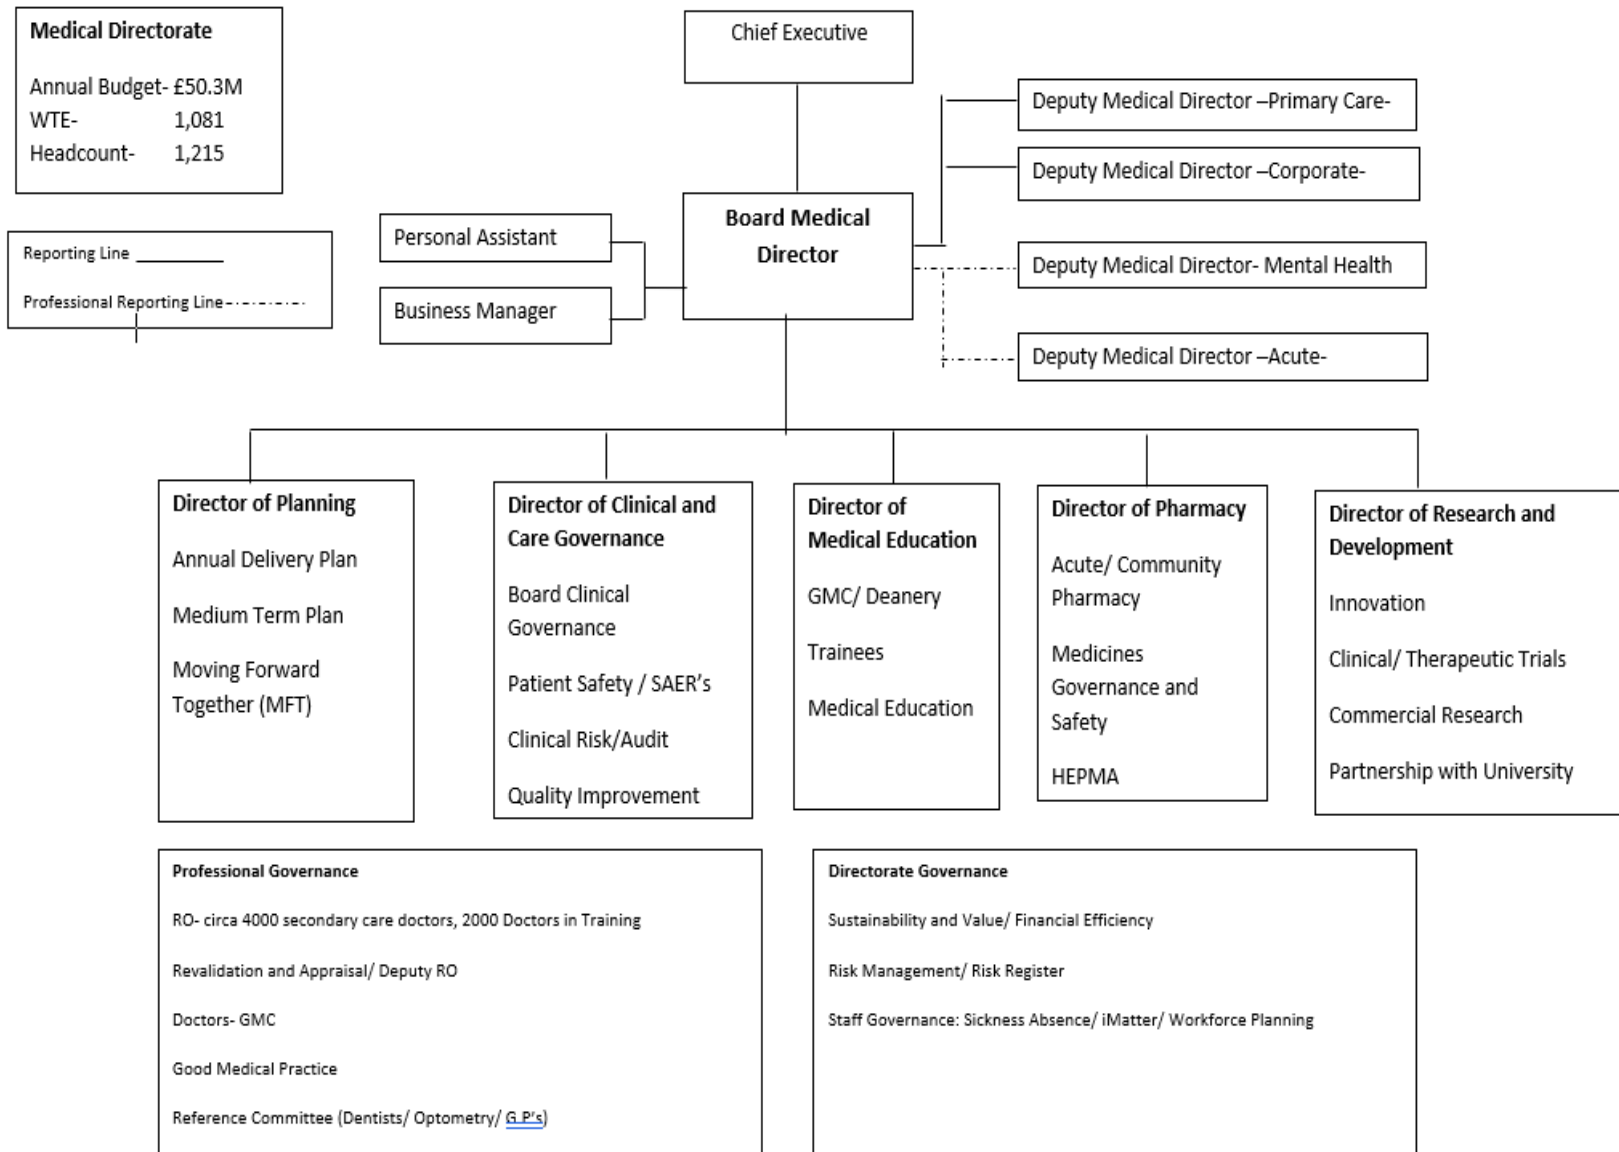 Medical Directorate
Annual Budget- £50.3M
WTE- 1,081
Headcount- 1,215
Reporting Line
Professional Reporting Line
Chief Executive
Board Medical
Director
Personal Assistant
Business Manager
Deputy Medical Director –Primary Care-
Deputy Medical Director –Corporate-
Deputy Medical Director- Mental Health
Deputy Medical Director –Acute-
Director of Planning
Annual Delivery Plan
Medium Term Plan
Moving Forward
Together (MFT)
Director of Clinical and
Care Governance
Board Clinical
Governance
Patient Safety / SAER's
Clinical Risk/Audit
Quality Improvement
Director of
Medical Education
GMC/ Deanery
Trainees
Medical Education
Director of Pharmacy
Acute/ Community
Pharmacy
Medicines
Governance and
Safety
HEPMA
Director of Research and
Development
Innovation
Clinical/ Therapeutic Trials
Commercial Research
Partnership with University
Professional Governance
RO- circa 4000 secondary care doctors, 2000 Doctors in Training
Revalidation and Appraisal/ Deputy RO
Doctors- GMC
Good Medical Practice
Reference Committee (Dentists/ Optometry/ G.P's)
Directorate Governance
Sustainability and Value/ Financial Efficiency
Risk Management/ Risk Register
Staff Governance: Sickness Absence/ iMatter/ Workforce Planning